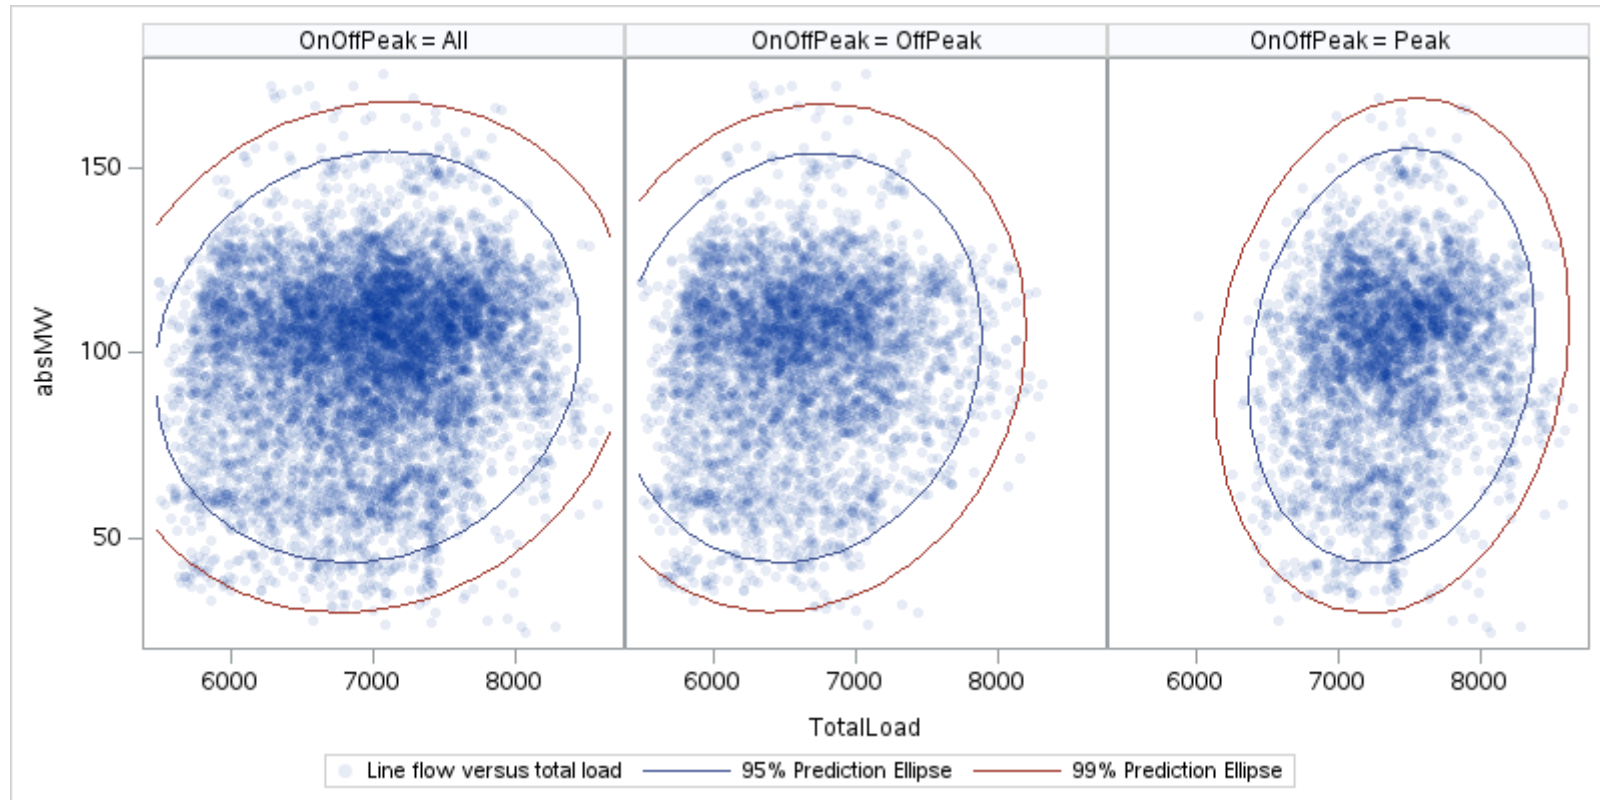 OnOffPeak = All
OnOffPeak = OffPeak
OnOffPeak = Peak
absMW
150
100
50
6000 7000 8000
6000 7000 8000
6000 7000 8000
TotalLoad
Line flow versus total load
95% Prediction Ellipse
99% Prediction Ellipse